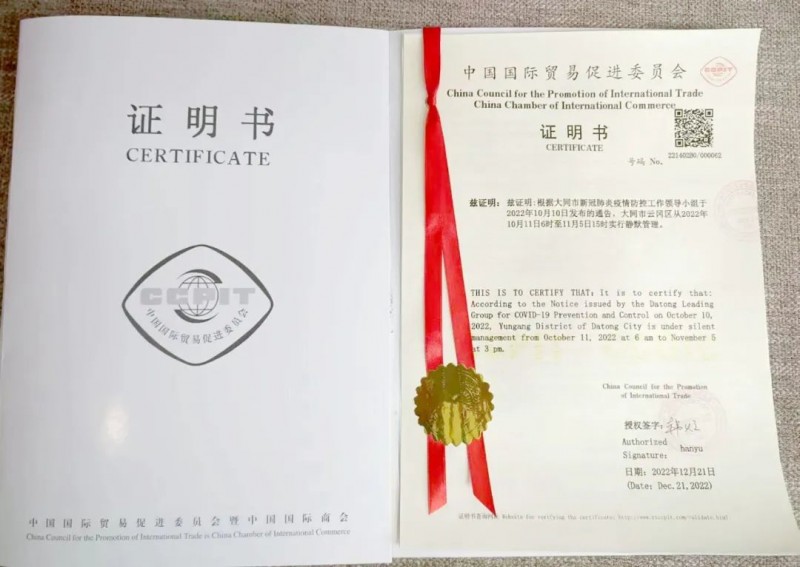 证明书
CERTIFICATE
CCPIT
中国国际贸易促进委员会
中国国际贸易促进委员会暨中国国际商会
China Council for the Promotion of International Trade is China Chamber of International Commerce
中国国际贸易促进委员会
CCPIT
China Council for the Promotion of International Trade
China Chamber of International Commerce
证明书
CERTIFICATE
号码 No.
22140200/000062
兹证明: 兹证明:根据大同市新冠肺炎疫情防控工作领导小组于
2022年10月10日发布的通告，大同市云冈区从2022年
10月11日6时至11月5日15时实行静默管理。
THIS IS TO CERTIFY THAT: It is to certify that:
According to the Notice issued by the Datong Leading
Group for COVID-19 Prevention and Control on October 10,
2022, Yungang District of Datong City is under silent
management from October 11, 2022 at 6 am to November 5
at 3 pm.
China Council for the Promotion
of International Trade
授权签字:
Authorized
Signature: hanyu
日期: 2022年12月21日
(Date: Dec.21,2022)
Website for verifying the certificate: